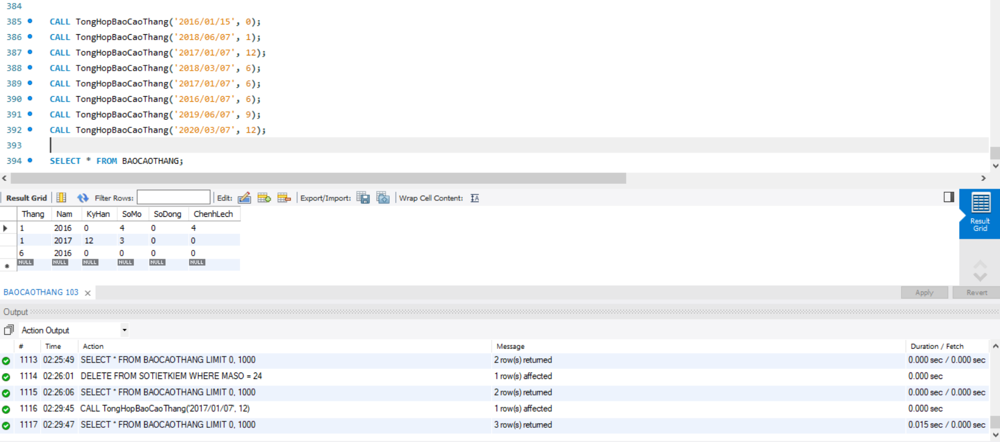 384
385 CALL TongHopBaoCaoThang('2016/01/15', 0);
386 CALL TongHopBaoCaoThang('2018/06/07', 1);
387 CALL TongHopBaoCaoThang('2017/01/07', 12);
388 CALL TongHopBaoCaoThang('2018/03/07', 6);
389 CALL TongHopBaoCaoThang('2017/01/07', 6);
390 CALL TongHopBaoCaoThang('2016/01/07', 6);
391 CALL TongHopBaoCaoThang('2019/06/07', 9);
392 CALL TongHopBaoCaoThang('2020/03/07', 12);
393
394 SELECT * FROM BAOCAOTHANG;
Result Grid Filter Rows: Edit: Export/Import: Wrap Cell Content:
Thang Nam KyHan SoMo SoDong ChenhLech
1 2016 0 4 0 4
1 2017 12 3 0 0
6 2016 0 0 0 0
NULL NULL NULL NULL NULL NULL
Result
Grid
BAOCAOTHANG 103 Apply Revert
Output
Action Output
# Time Action Message Duration / Fetch
1113 02:25:49 SELECT * FROM BAOCAOTHANG LIMIT 0, 1000 2 row(s) returned 0.000 sec / 0.000 sec
1114 02:26:01 DELETE FROM SOTIETKIEM WHERE MASO = 24 1 row(s) affected 0.000 sec
1115 02:26:06 SELECT * FROM BAOCAOTHANG LIMIT 0, 1000 2 row(s) returned 0.000 sec / 0.000 sec
1116 02:29:45 CALL TongHopBaoCaoThang('2017/01/07', 12) 1 row(s) affected 0.000 sec
1117 02:29:47 SELECT * FROM BAOCAOTHANG LIMIT 0, 1000 3 row(s) returned 0.015 sec / 0.000 sec